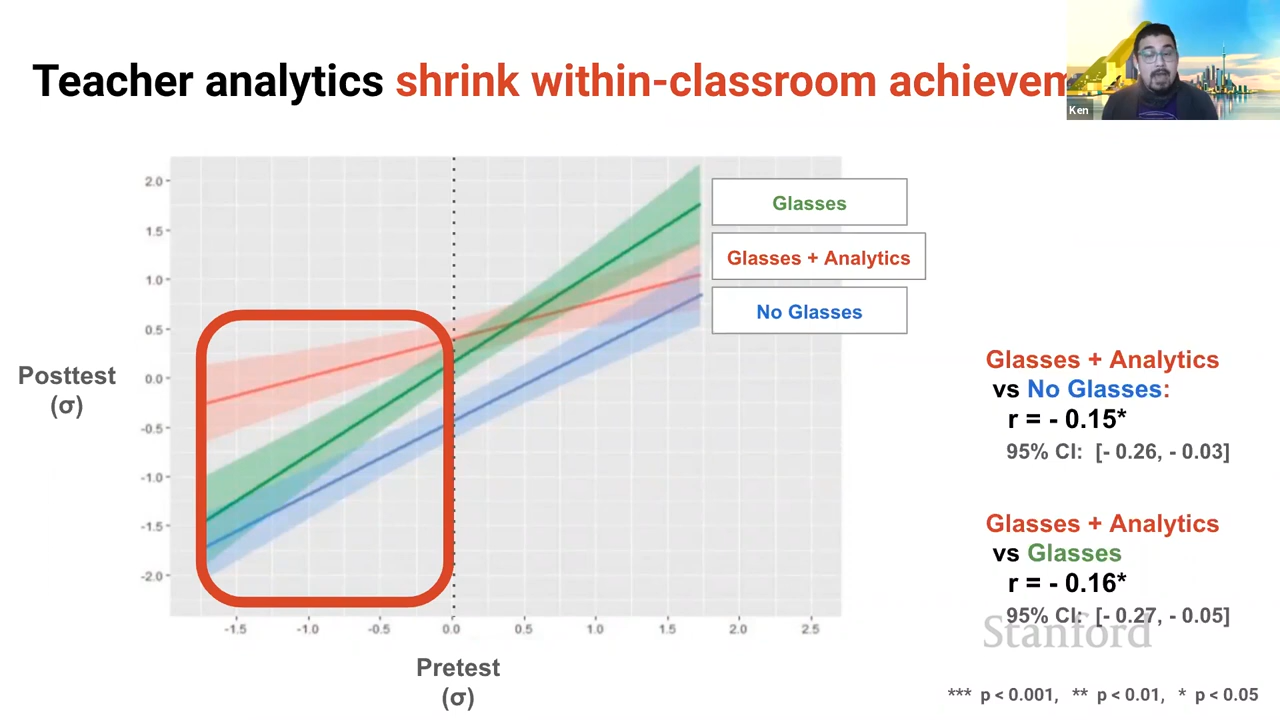 Teacher analytics shrink within-classroom
Ken
2.0
1.5
1.0
0.5
0.0
-0.5
-1.0
-1.5
-2.0
Posttest
(σ)
-1.5
-1.0
-0.5
0.0
0.5
1.0
1.5
2.0
2.5
Pretest
(σ)
Glasses
Glasses + Analytics
No Glasses
Glasses + Analytics
vs No Glasses:
r = - 0.15*
95% CI: [- 0.26, - 0.03]
Glasses + Analytics
vs Glasses
r = - 0.16*
95% CI: [- 0.27, - 0.05]
Stanford
*** p < 0.001, ** p < 0.01, * p < 0.05